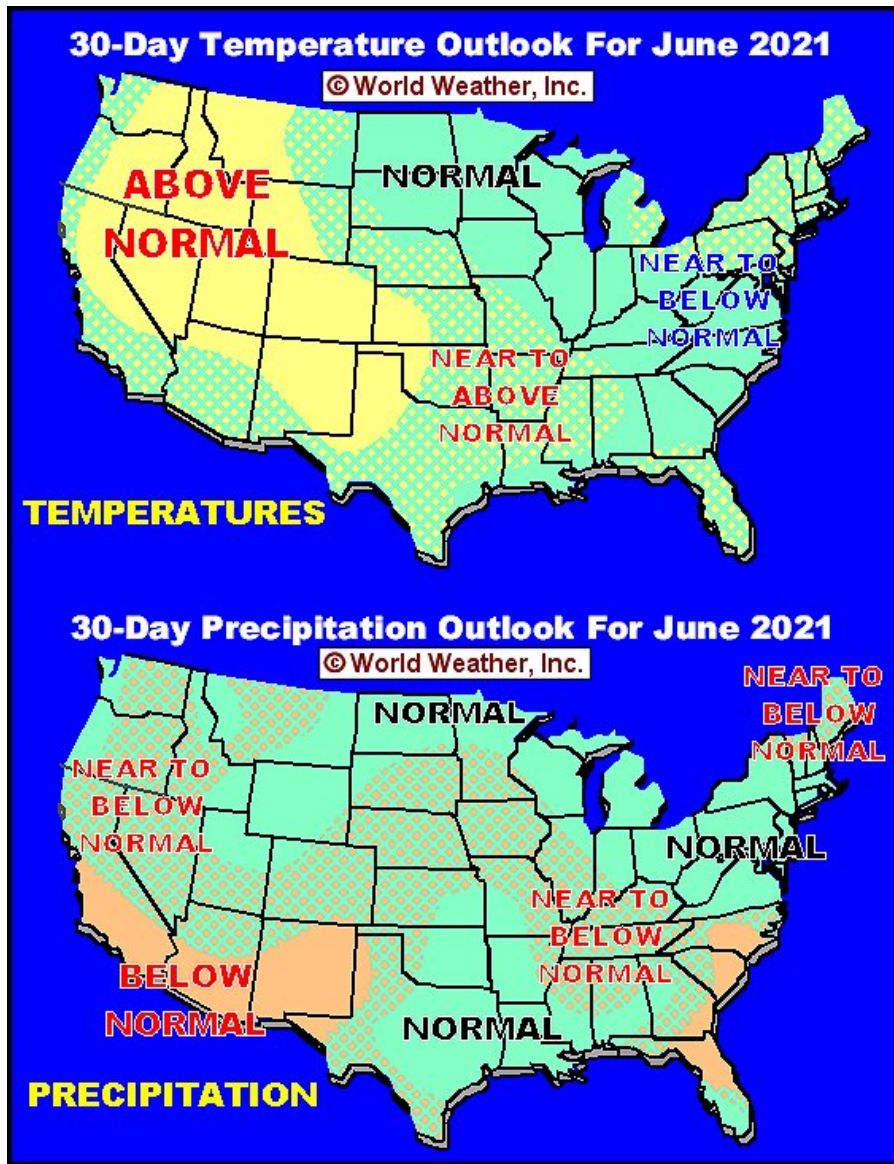 30-Day Temperature Outlook For June 2021
© World Weather, Inc.
ABOVE
NORMAL
NORMAL
NEAR TO
BELOW
NORMAL
NEAR TO
ABOVE
NORMAL
TEMPERATURES
30-Day Precipitation Outlook For June 2021
© World Weather, Inc.
NORMAL
NEAR TO
BELOW
NORMAL
NEAR TO
BELOW
NORMAL
NORMAL
NEAR TO
BELOW
NORMAL
BELOW
NORMAL
NORMAL
PRECIPITATION